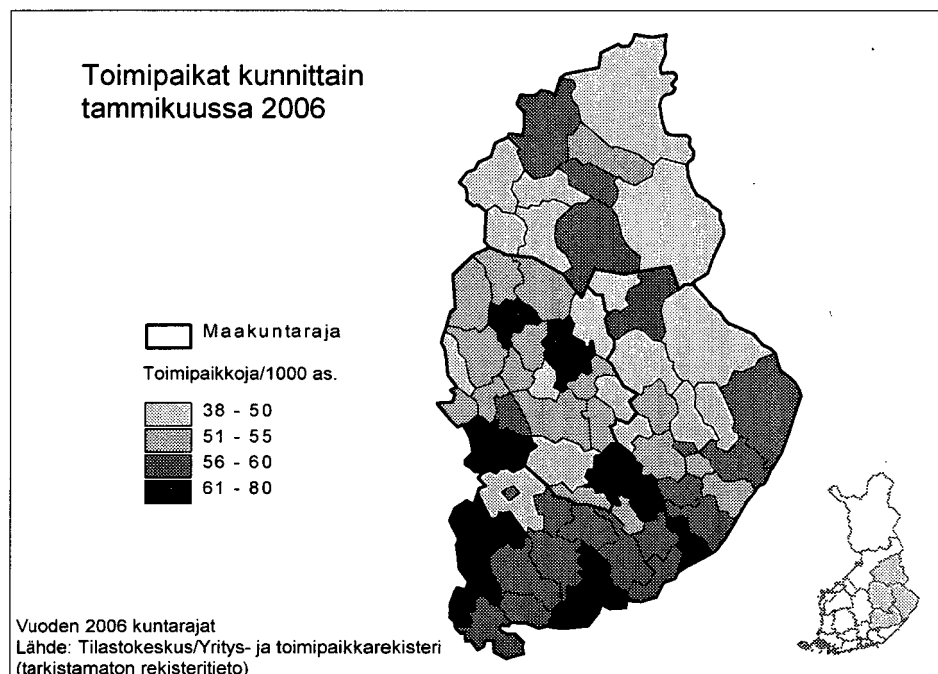 Toimipaikat kunnittain
tammikuussa 2006
Maakuntaraja
Toimipaikkoja/1000 as.
38 - 50
51 - 55
56 - 60
61 - 80
Vuoden 2006 kuntarajat
Lähde: Tilastokeskus/Yritys- ja toimipaikkarekisteri
(tarkistamaton rekisteritieto)